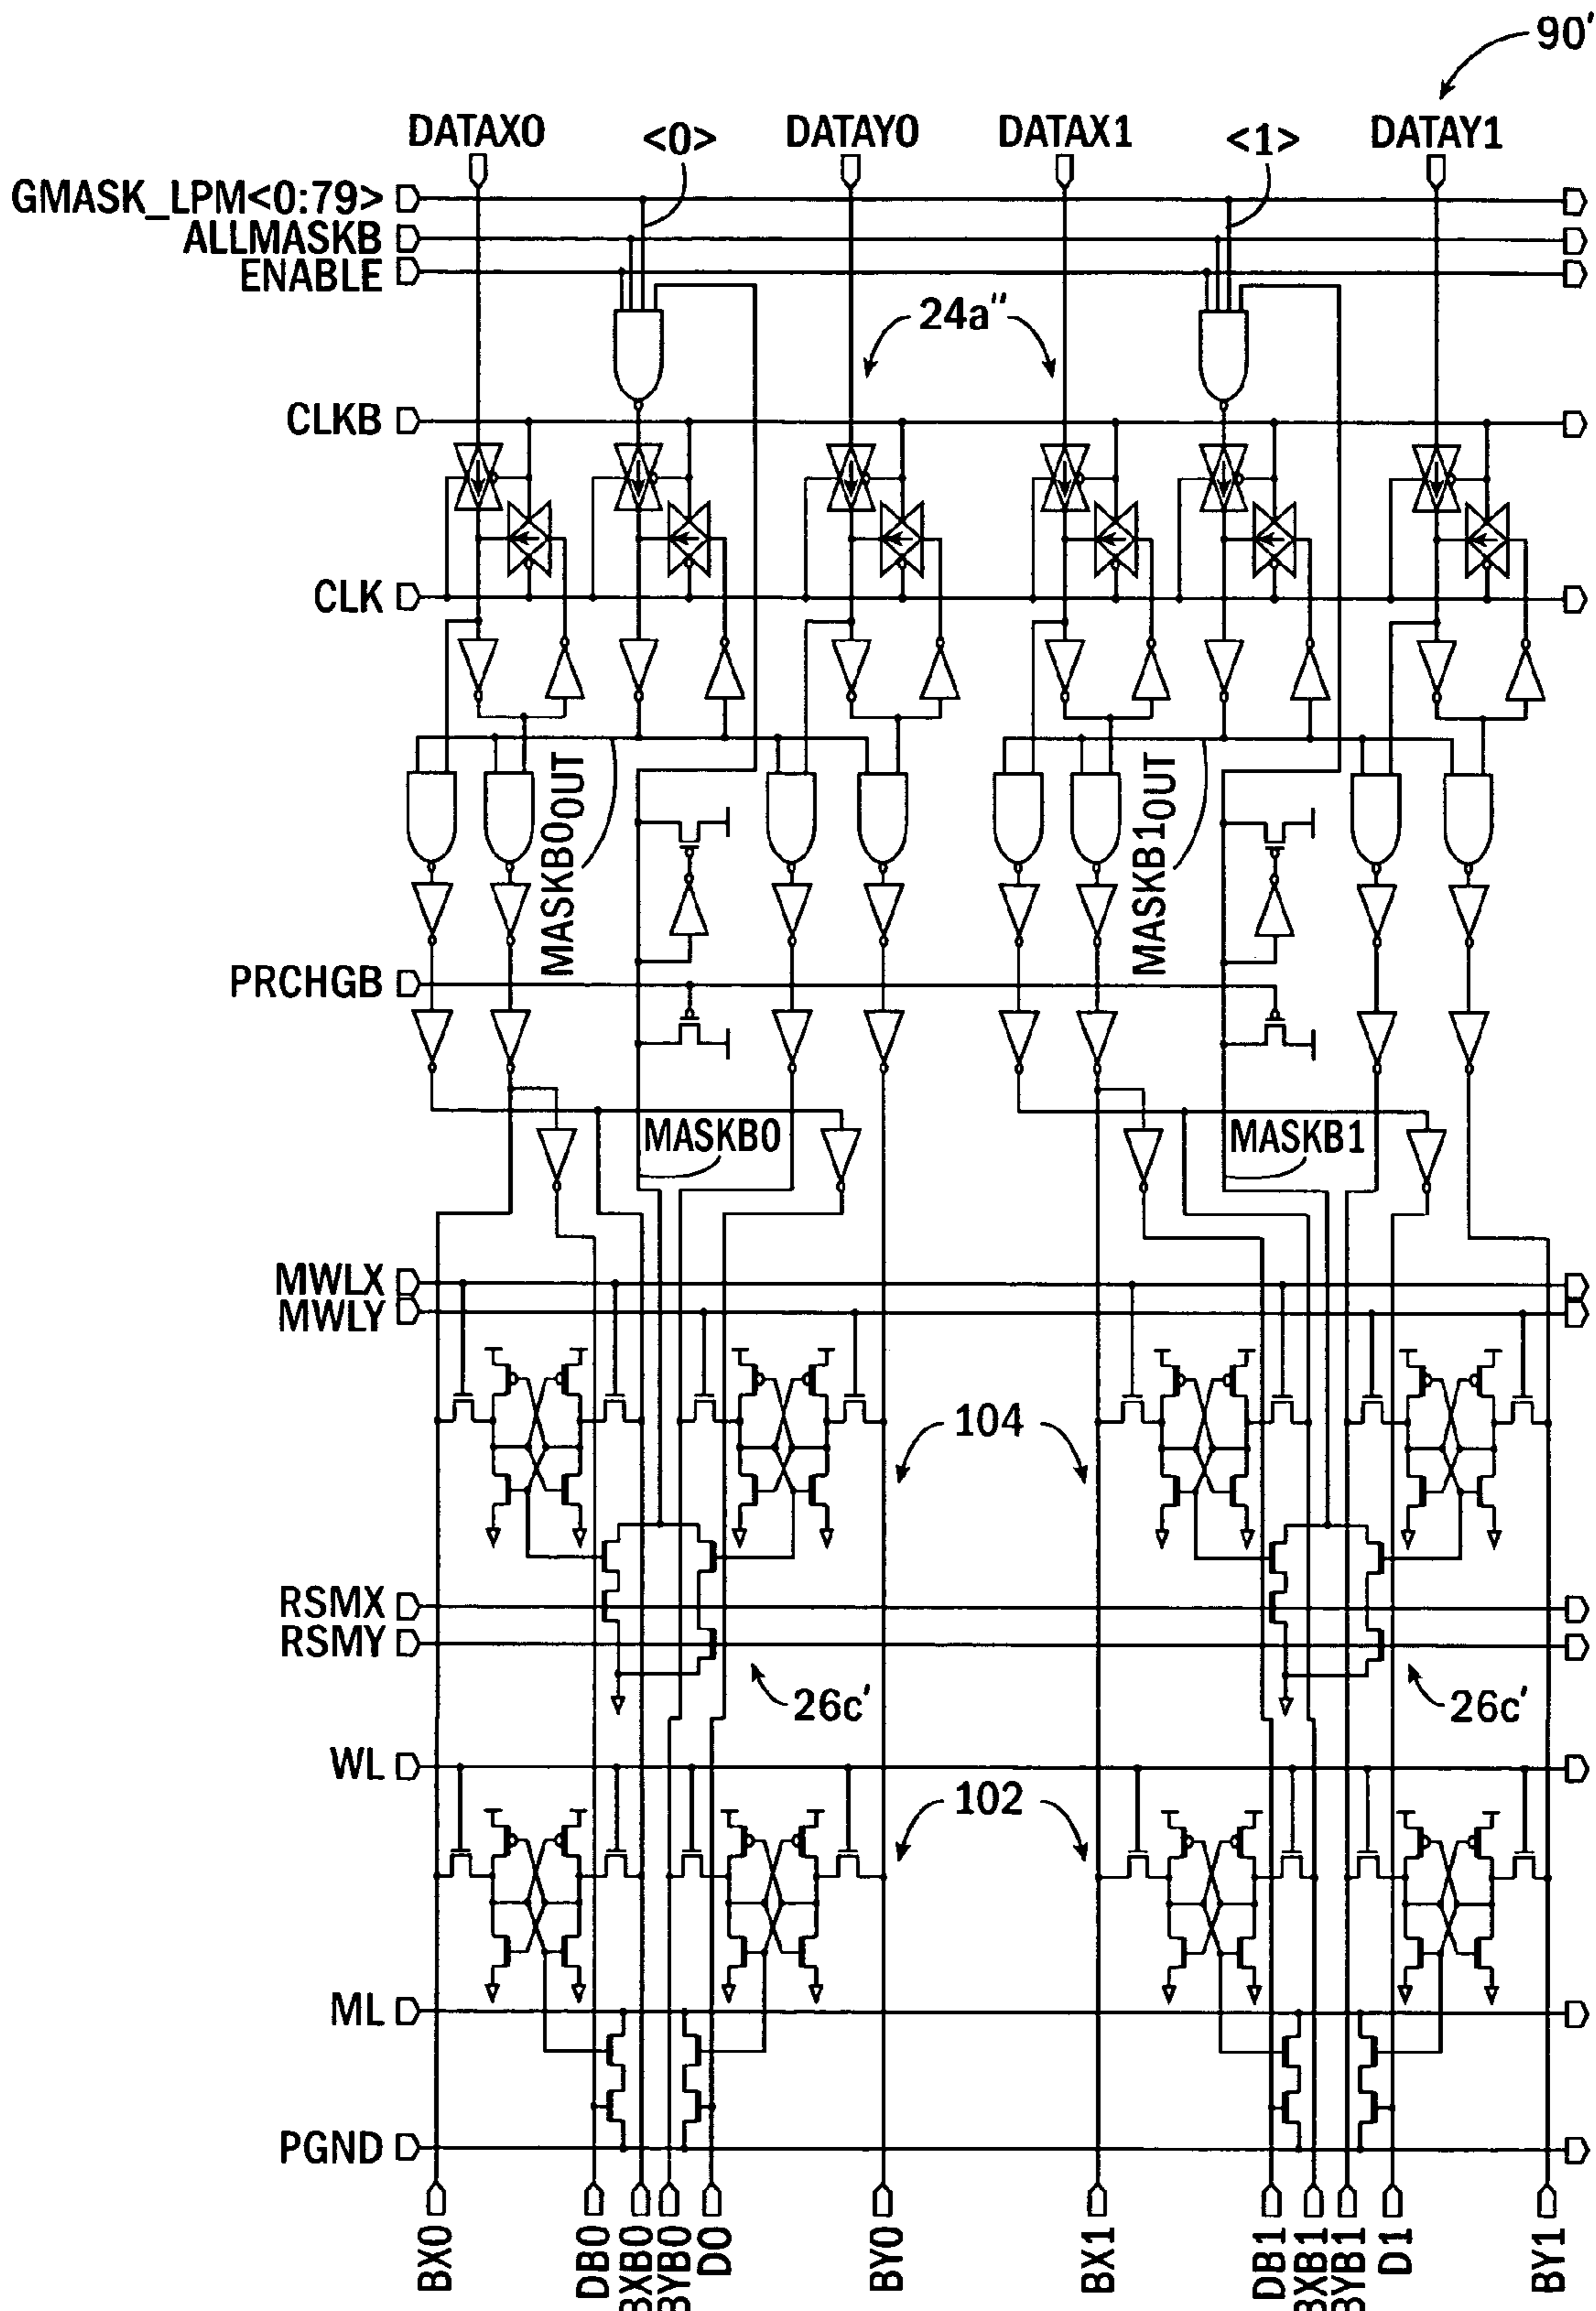 90'
DATAX0 <0> DATAY0 DATAX1 <1> DATAY1
GMASK_LPM<0:79>
ALLMASKB
ENABLE
24a"
CLKB
CLK
MASKB0OUT
MASKB1OUT
PRCHGB
MASKB0
MASKB1
MWLX
MWLY
104
RSMX
RSMY
26c'
26c'
WL
102
ML
PGND
BX0
DB0
BXB0
BYB0
D0
BY0
BX1
DB1
BXB1
BYB1
D1
BY1